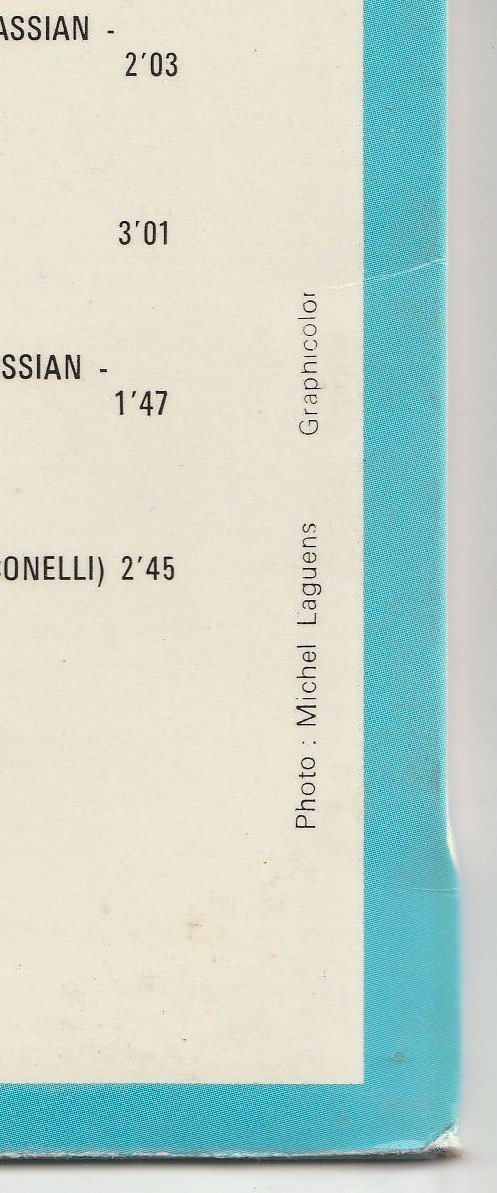 ASSIAN -
2'03
3'01
SSIAN -
1'47
ONELLI) 2'45
Photo : Michel Laguens Graphicolor